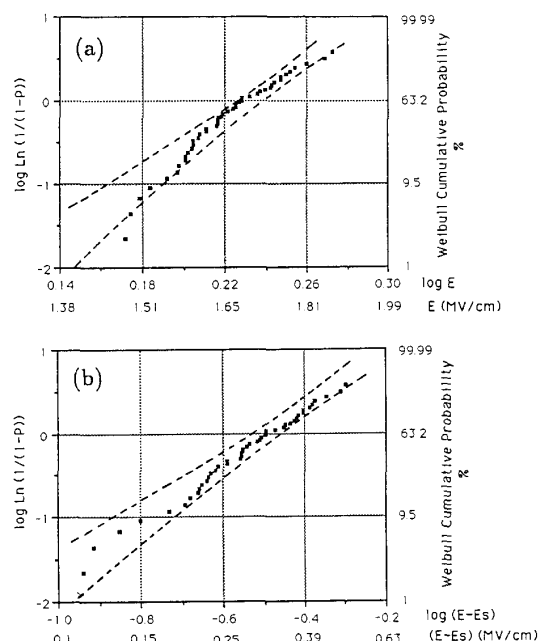 (a)
1
0
-1
-2
log Ln (1/(1-P))
99.99
63.2
9.5
1
Weibull Cumulative Probability
%
0.14 0.18 0.22 0.26 0.30 log E
1.38 1.51 1.65 1.81 1.99 E (MV/cm)
(b)
1
0
-1
-2
log Ln (1/(1-P))
99.99
63.2
9.5
1
Weibull Cumulative Probability
%
-1.0 -0.8 -0.6 -0.4 -0.2 log (E-Es)
0.1 0.15 0.25 0.39 0.63 (E-Es) (MV/cm)